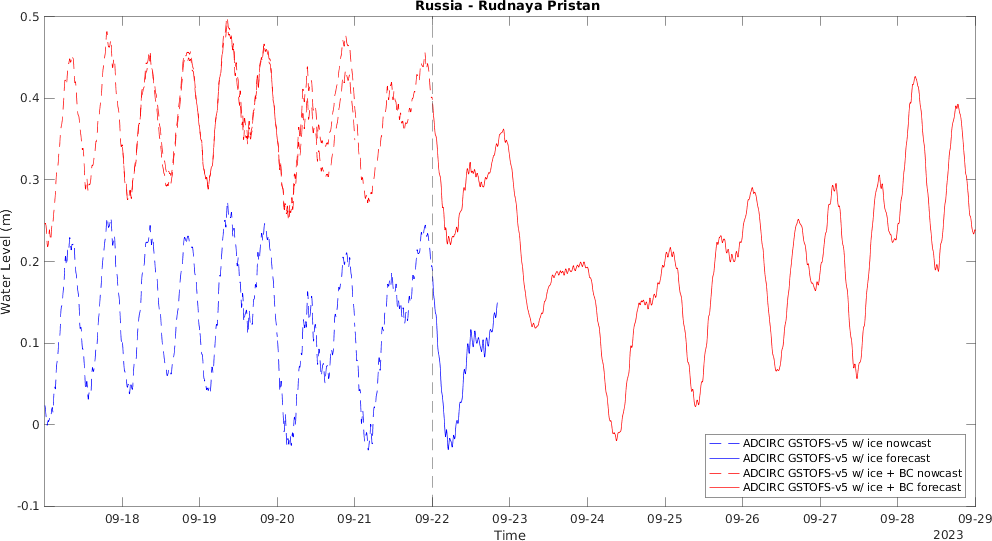 Russia - Rudnaya Pristan
0.5
0.4
0.3
0.2
0.1
0
-0.1
Water Level (m)
09-18 09-19 09-20 09-21 09-22 09-23 09-24 09-25 09-26 09-27 09-28 09-29
Time
2023
ADCIRC GSTOFS-v5 w/ ice nowcast
ADCIRC GSTOFS-v5 w/ ice forecast
ADCIRC GSTOFS-v5 w/ ice + BC nowcast
ADCIRC GSTOFS-v5 w/ ice + BC forecast